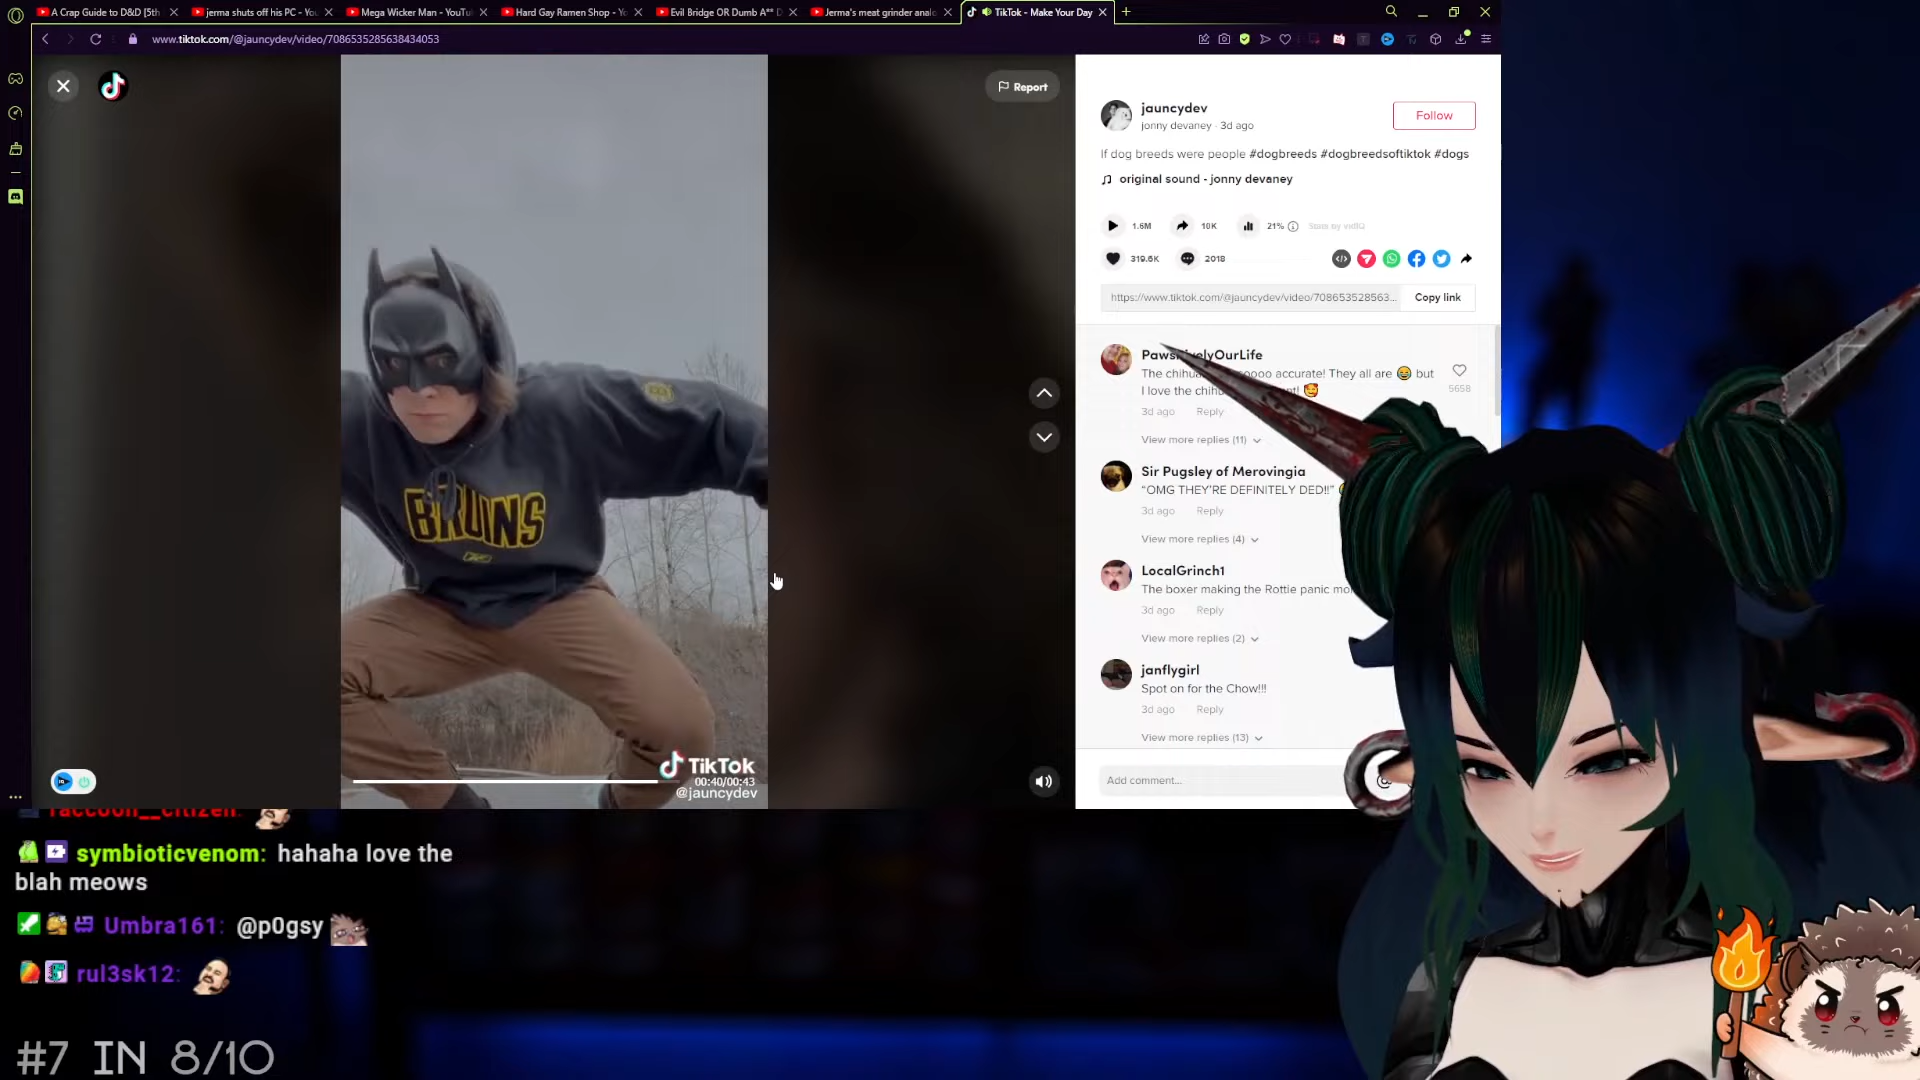 A Crap Guide to D&D [5th
jerma shuts off his PC - You
Mega Wicker Man - YouTu
Hard Gay Ramen Shop - Yo
Evil Bridge OR Dumb A** D
Jerma's meat grinder anal
TikTok - Make Your Day
www.tiktok.com/@jauncydev/video/7086535285638434053
Report
jauncydev
jonny devaney · 3d ago
Follow
If dog breeds were people #dogbreeds #dogbreedsoftiktok #dogs
original sound - jonny devaney
1.6M
10K
21%
Stats by vidIQ
319.6K
2018
https://www.tiktok.com/@jauncydev/video/708653528563...
Copy link
The accurate! They all are 😂 but
I love the 🥰
5658
3d ago Reply
View more replies (11)
Sir Pugsley of Merovingia
“OMG THEY’RE DEFINITELY DED!!”
3d ago Reply
View more replies (4)
LocalGrinch1
The boxer making the Rottie panic
3d ago Reply
View more replies (2)
janflygirl
Spot on for the Chow!!!
3d ago Reply
View more replies (13)
Add comment...
@
BRUINS
TikTok
00:40/00:43
@jauncydev
raccoon__citizen:
symbioticvenom: hahaha love the
blah meows
Umbra161: @p0gsy
rul3sk12:
#7 IN 8/10